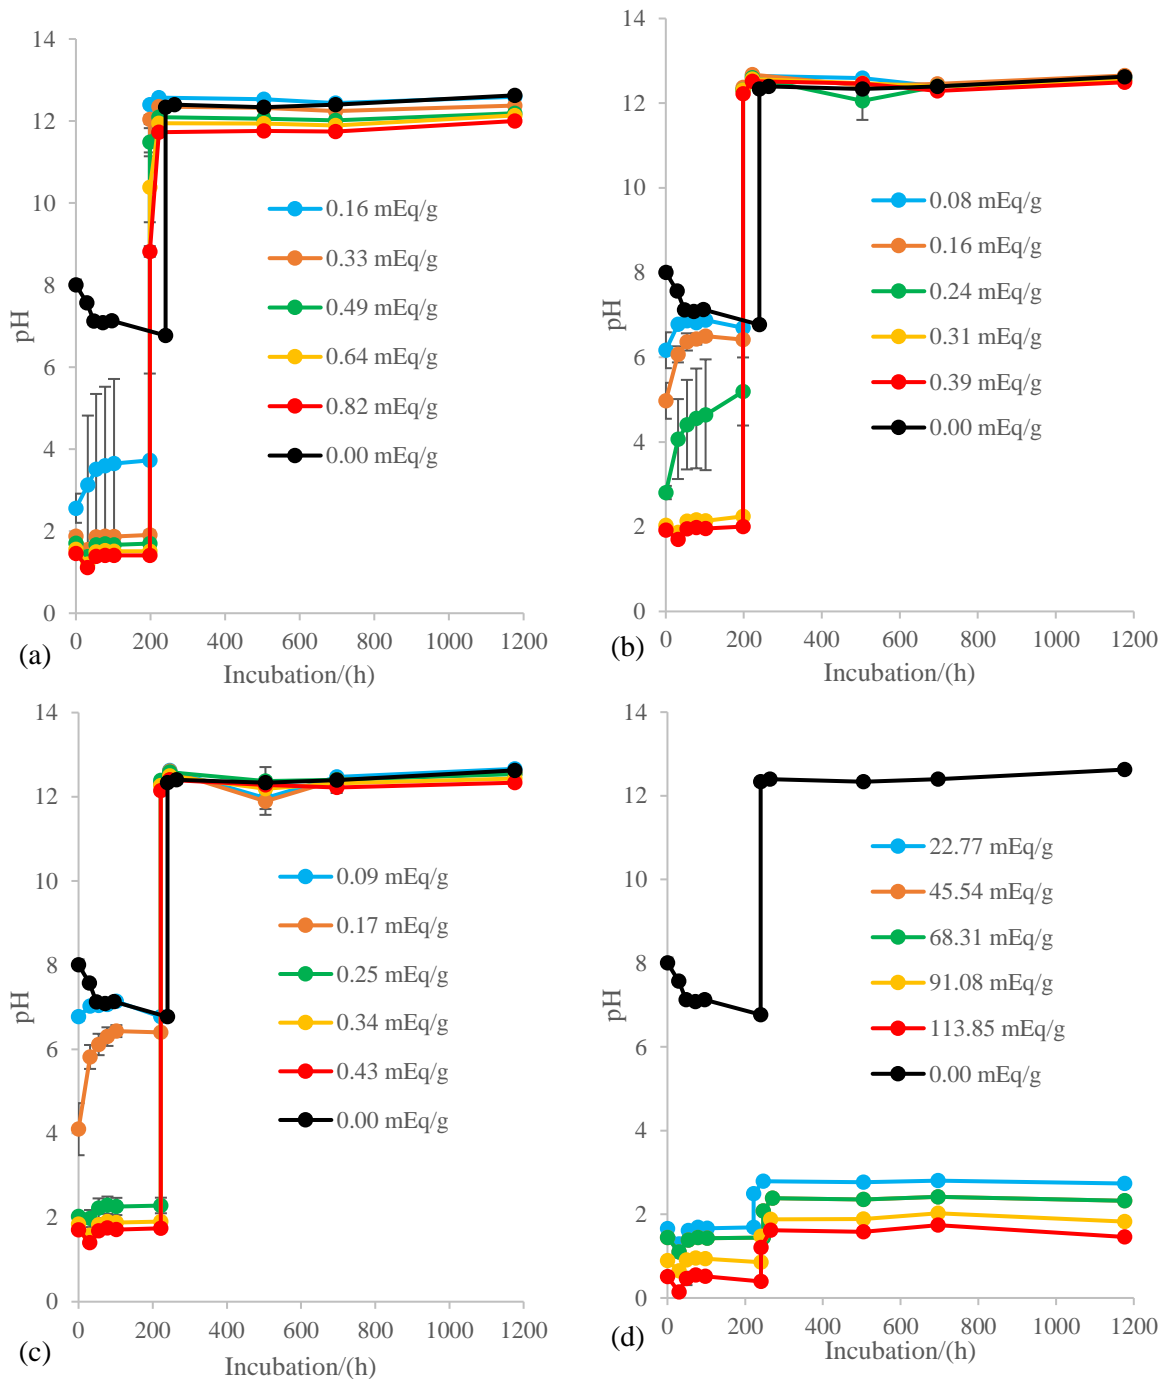 14
12
10
8
6
4
2
0
pH
0.16 mEq/g
0.33 mEq/g
0.49 mEq/g
0.64 mEq/g
0.82 mEq/g
0.00 mEq/g
0 200 400 600 800 1000 1200
(a)
Incubation/(h)
14
12
10
8
6
4
2
0
pH
0.08 mEq/g
0.16 mEq/g
0.24 mEq/g
0.31 mEq/g
0.39 mEq/g
0.00 mEq/g
0 200 400 600 800 1000 1200
(b)
Incubation/(h)
14
12
10
8
6
4
2
0
pH
0.09 mEq/g
0.17 mEq/g
0.25 mEq/g
0.34 mEq/g
0.43 mEq/g
0.00 mEq/g
0 200 400 600 800 1000 1200
(c)
Incubation/(h)
14
12
10
8
6
4
2
0
pH
22.77 mEq/g
45.54 mEq/g
68.31 mEq/g
91.08 mEq/g
113.85 mEq/g
0.00 mEq/g
0 200 400 600 800 1000 1200
(d)
Incubation/(h)